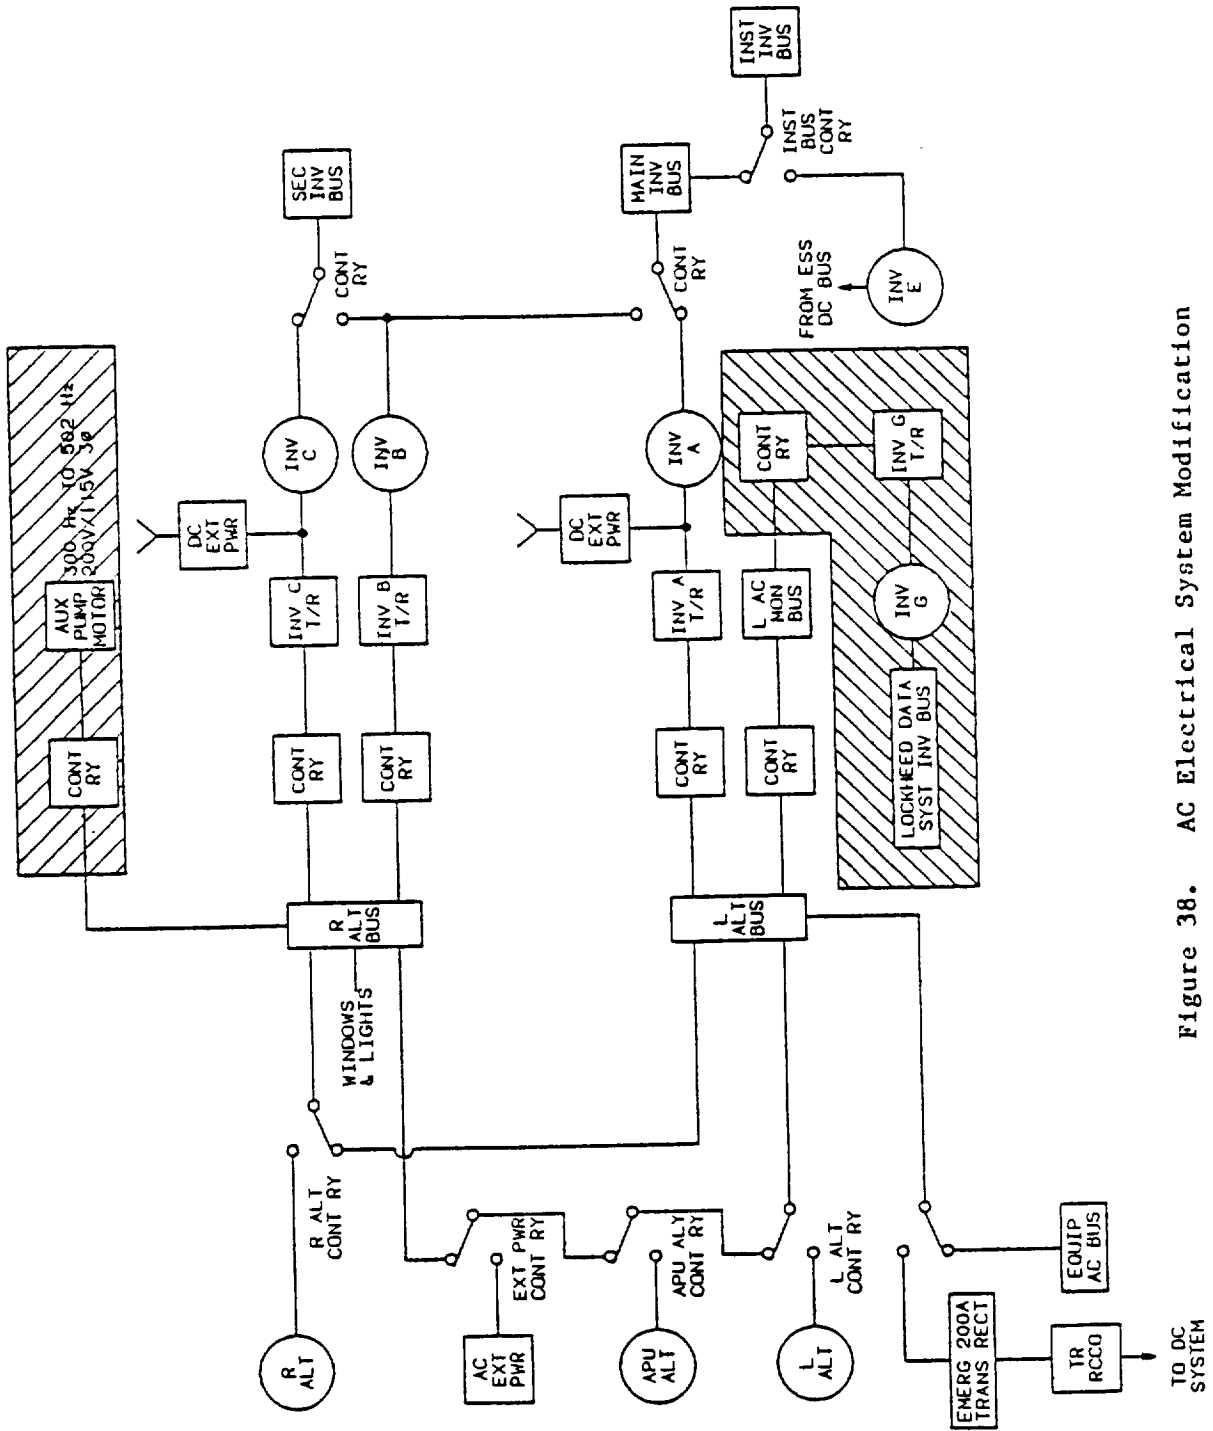 R
ALT
R ALT
CONT RY
AC
EXT
PWR
EXT PWR
CONT RY
APU
ALT
APU ALY
CONT RY
L
ALT
L ALT
CONT RY
EMERG 200A
TRANS RECT
TR
RCCO
TO DC
SYSTEM
EQUIP
AC BUS
WINDOWS
& LIGHTS
R
ALT
BUS
L
ALT
BUS
CONT
RY
AUX
PUMP
MOTOR
300 Hz TO 502 Hz
200V/115V 3Ø
CONT
RY
INV C
T/R
DC
EXT
PWR
INV
C
CONT
RY
SEC
INV
BUS
CONT
RY
INV B
T/R
INV
B
CONT
RY
INV A
T/R
DC
EXT
PWR
INV
A
CONT
RY
MAIN
INV
BUS
INST
BUS
CONT
RY
INST
INV
BUS
FROM ESS
DC BUS
INV
E
CONT
RY
L AC
MON
BUS
CONT
RY
INV G
T/R
INV
G
LOCKHEED DATA
SYST INV BUS
Figure 38. AC Electrical System Modification